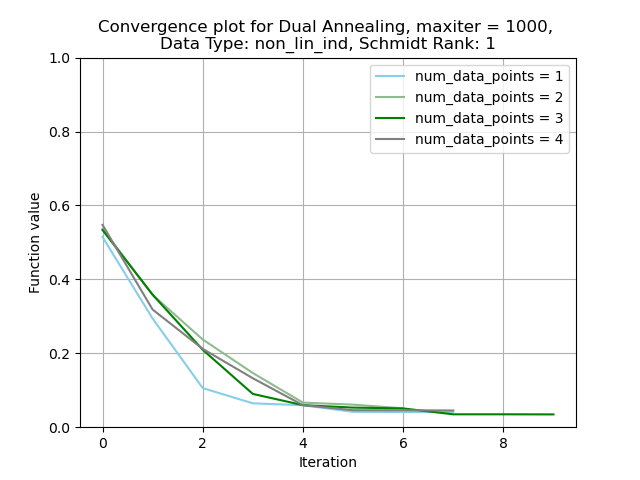 Convergence plot for Dual Annealing, maxiter = 1000,
Data Type: non_lin_ind, Schmidt Rank: 1
num_data_points = 1
num_data_points = 2
num_data_points = 3
num_data_points = 4
Function value
1.0
0.8
0.6
0.4
0.2
0.0
0 2 4 6 8
Iteration